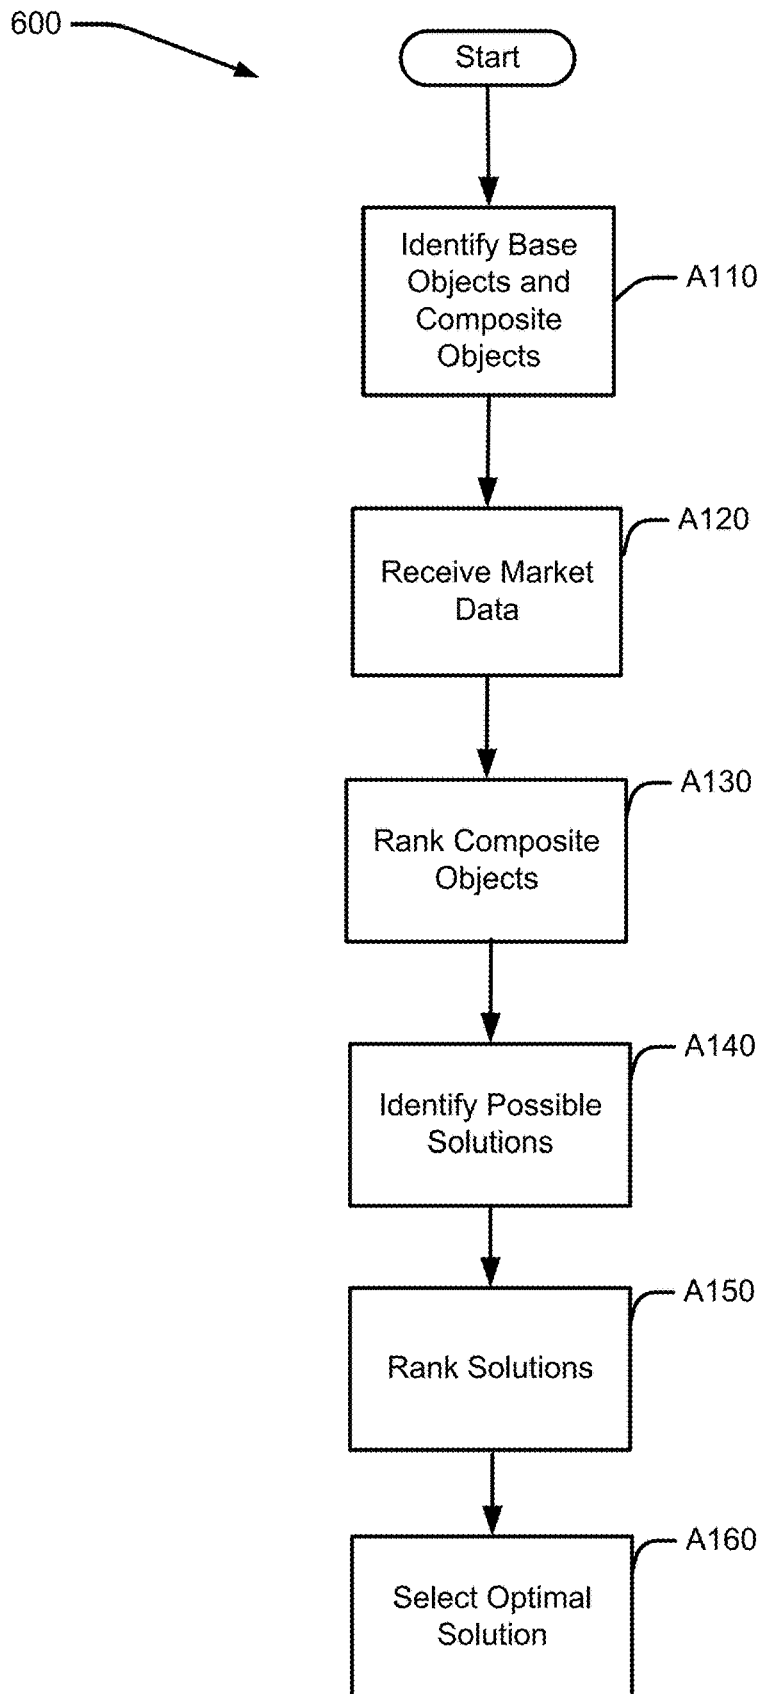 600
Start
Identify Base
Objects and
Composite
Objects
A110
A120
Receive Market
Data
A130
Rank Composite
Objects
A140
Identify Possible
Solutions
A150
Rank Solutions
A160
Select Optimal
Solution